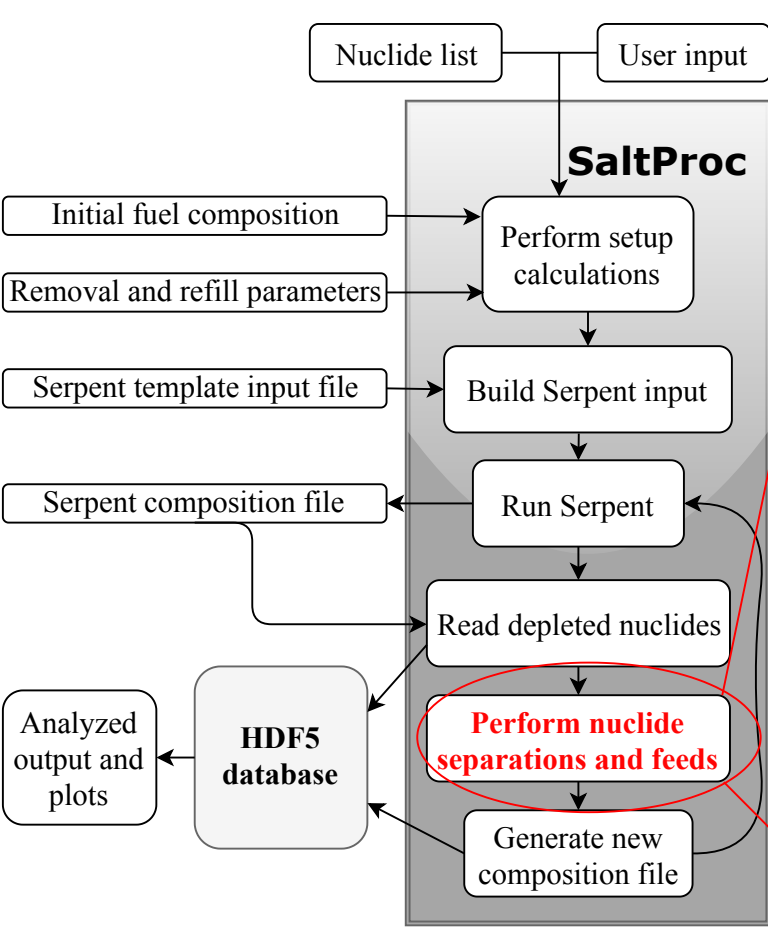 Nuclide list
User input
SaltProc
Initial fuel composition
Perform setup
calculations
Removal and refill parameters
Serpent template input file
Build Serpent input
Serpent composition file
Run Serpent
Read depleted nuclides
Analyzed
output and
plots
HDF5
database
Perform nuclide
separations and feeds
Generate new
composition file